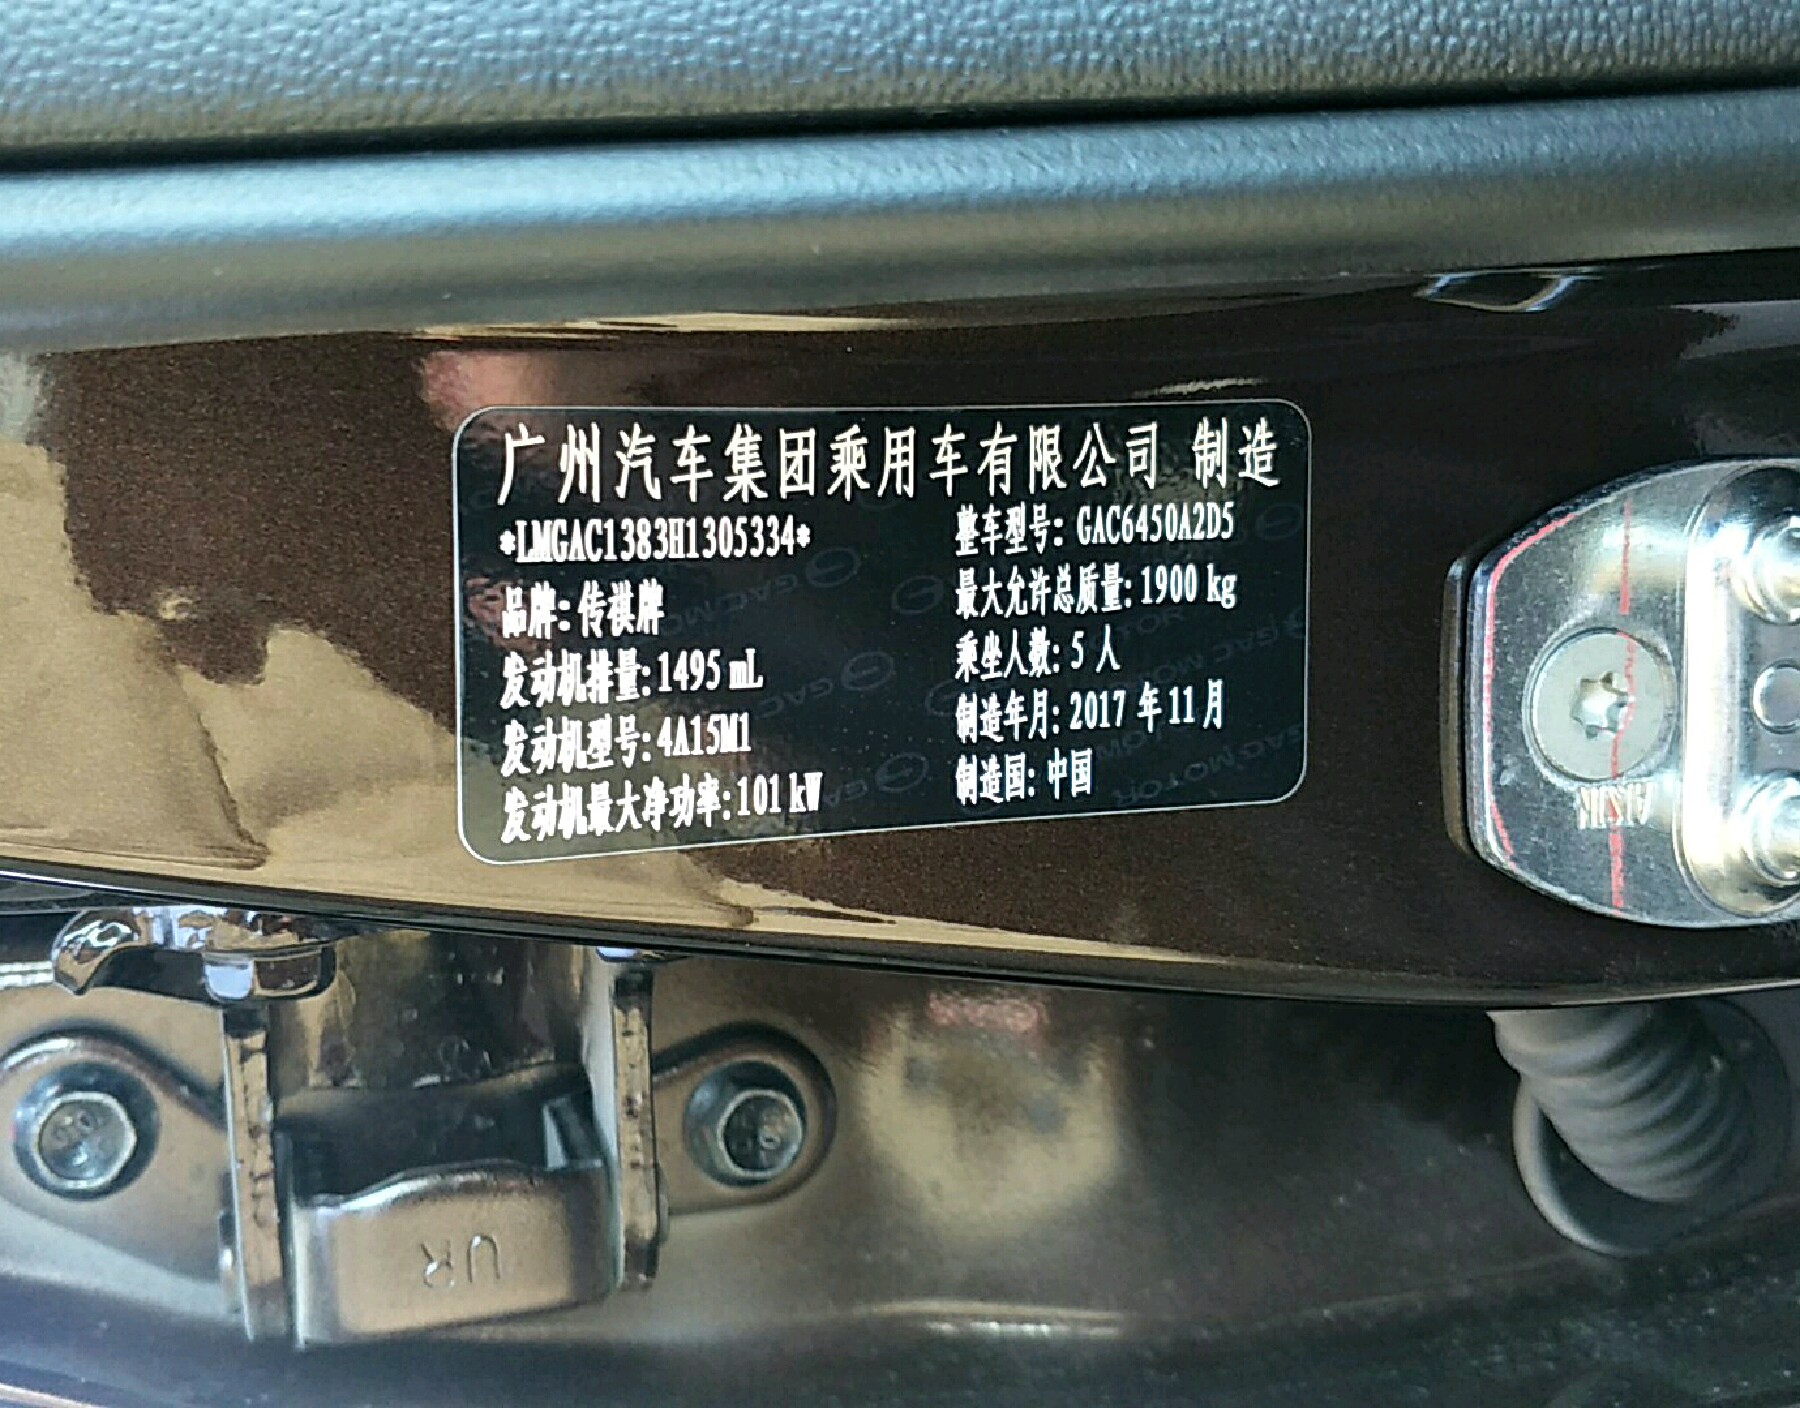 广州汽车集团乘用车有限公司 制造
*LMGAC1383H1305334*
品牌:传祺牌
发动机排量:1495 mL
发动机型号:4A15M1
发动机最大净功率:101 kW
整车型号: GAC6450A2D5
最大允许总质量: 1900 kg
乘坐人数: 5 人
制造年月: 2017 年 11 月
制造国: 中国
GAC MOTOR
AISIN
UR